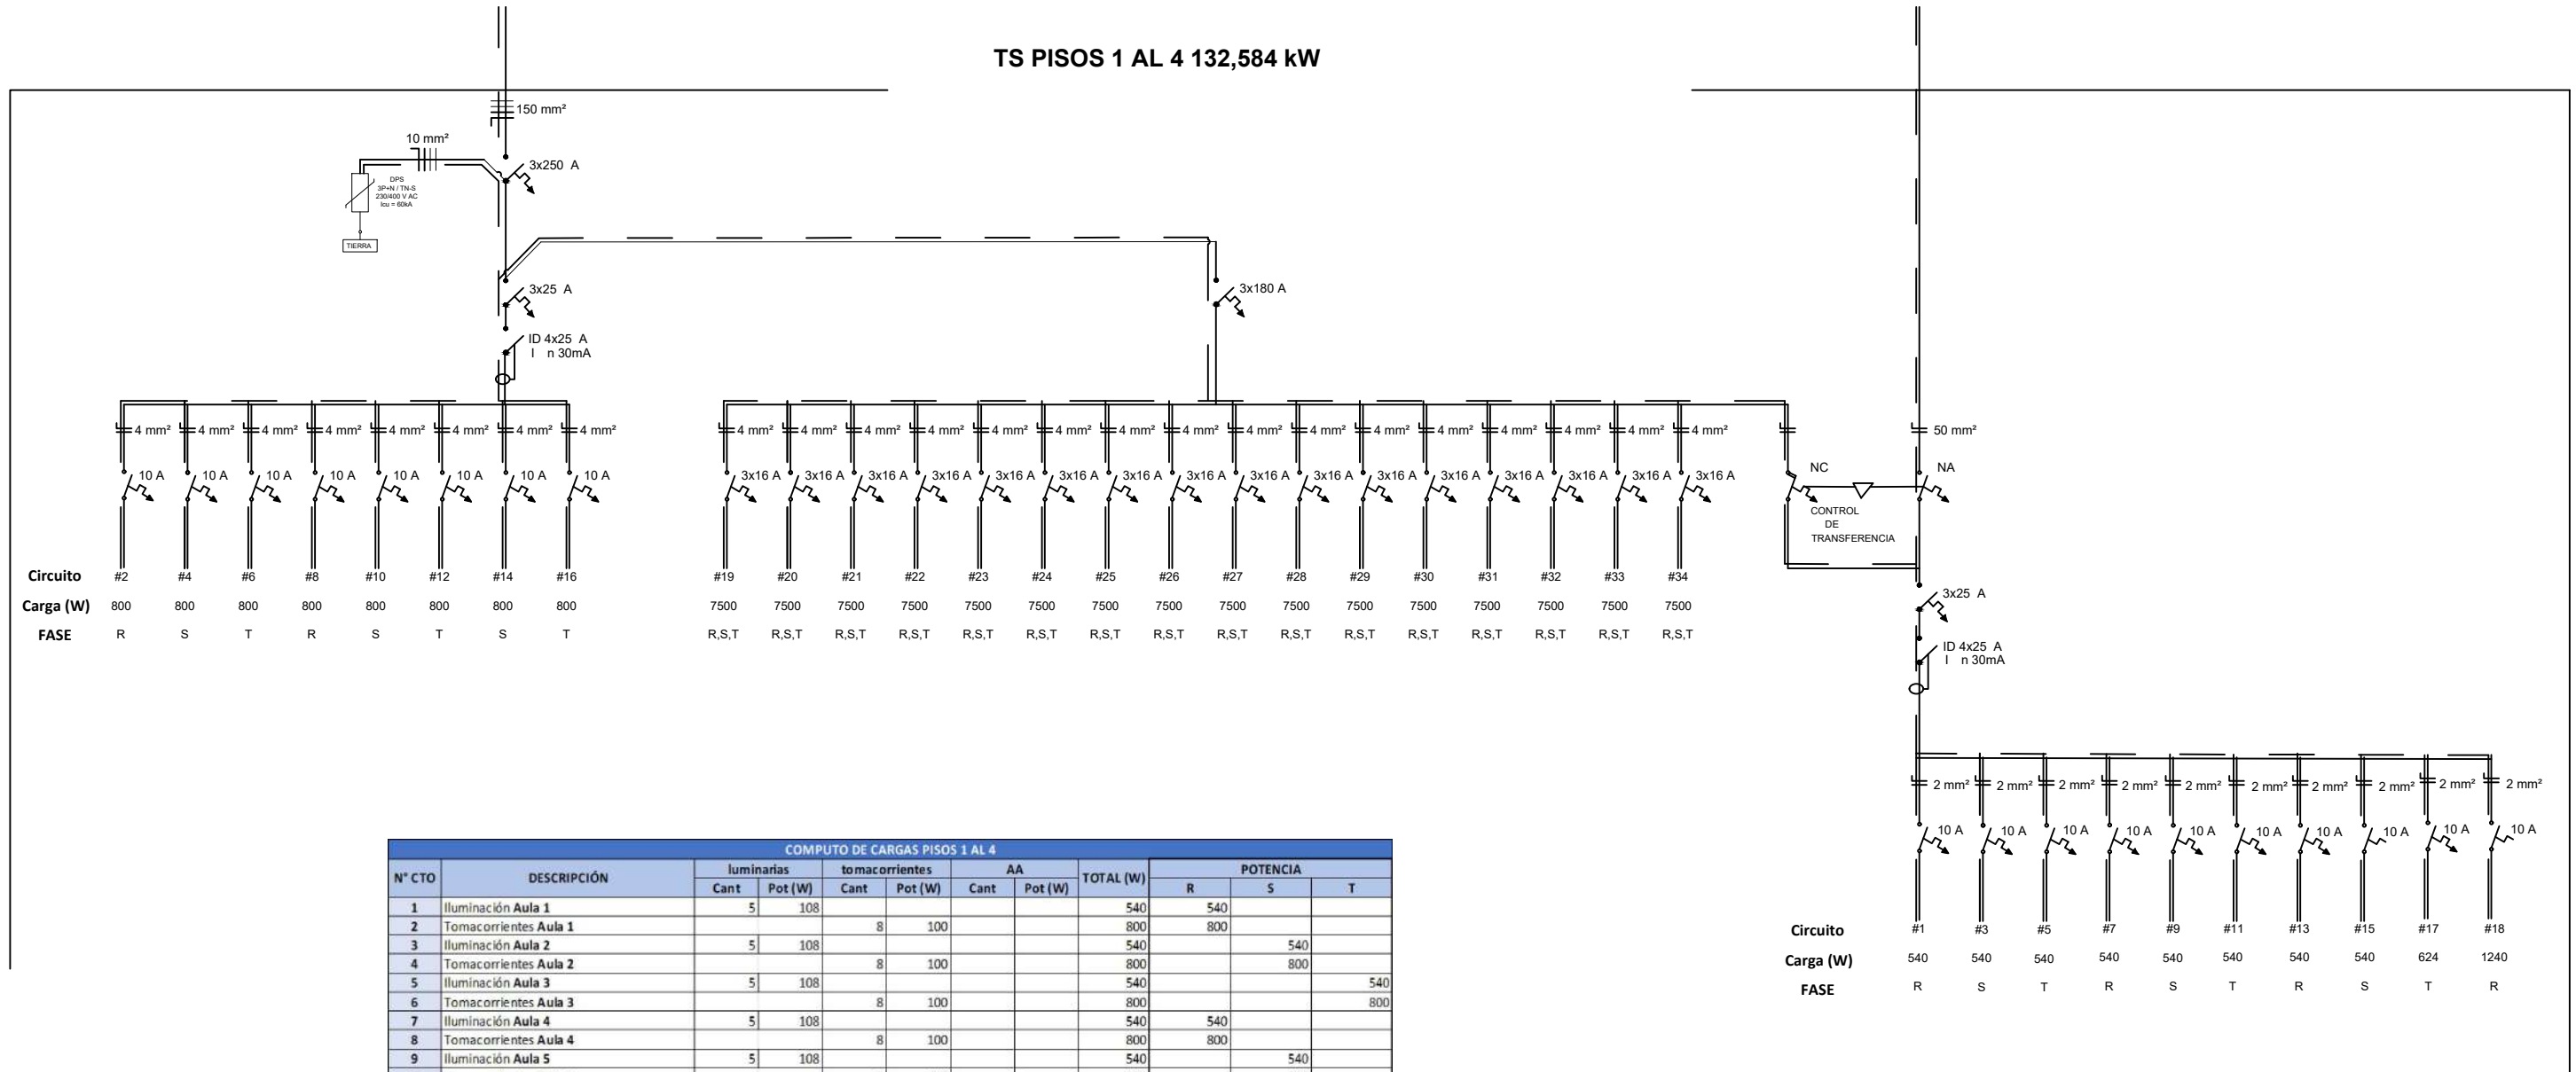 TS PISOS 1 AL 4 132,584 kW
150 mm²
10 mm²
3x250 A
DPS
3P+N / TN-S
230/400 V AC
Icu = 60kA
TIERRA
3x25 A
3x180 A
ID 4x25 A
I n 30mA
4 mm² 4 mm² 4 mm² 4 mm² 4 mm² 4 mm² 4 mm² 4 mm²
4 mm² 4 mm² 4 mm² 4 mm² 4 mm² 4 mm² 4 mm² 4 mm² 4 mm² 4 mm² 4 mm² 4 mm² 4 mm² 4 mm² 4 mm² 4 mm²
50 mm²
10 A 10 A 10 A 10 A 10 A 10 A 10 A 10 A
3x16 A 3x16 A 3x16 A 3x16 A 3x16 A 3x16 A 3x16 A 3x16 A 3x16 A 3x16 A 3x16 A 3x16 A 3x16 A 3x16 A 3x16 A 3x16 A
NC
NA
CONTROL
DE
TRANSFERENCIA
Circuito #2 #4 #6 #8 #10 #12 #14 #16
#19 #20 #21 #22 #23 #24 #25 #26 #27 #28 #29 #30 #31 #32 #33 #34
Carga (W) 800 800 800 800 800 800 800 800
7500 7500 7500 7500 7500 7500 7500 7500 7500 7500 7500 7500 7500 7500 7500 7500
FASE R S T R S T S T
R,S,T R,S,T R,S,T R,S,T R,S,T R,S,T R,S,T R,S,T R,S,T R,S,T R,S,T R,S,T R,S,T R,S,T R,S,T R,S,T
3x25 A
ID 4x25 A
I n 30mA
2 mm² 2 mm² 2 mm² 2 mm² 2 mm² 2 mm² 2 mm² 2 mm² 2 mm² 2 mm²
10 A 10 A 10 A 10 A 10 A 10 A 10 A 10 A 10 A 10 A
Circuito #1 #3 #5 #7 #9 #11 #13 #15 #17 #18
Carga (W) 540 540 540 540 540 540 540 540 624 1240
FASE R S T R S T R S T R
COMPUTO DE CARGAS PISOS 1 AL 4
N° CTO DESCRIPCIÓN luminarias tomacorrientes AA TOTAL (W) POTENCIA
Cant Pot (W) Cant Pot (W) Cant Pot (W) R S T
1 Iluminación Aula 1 5 108 540 540
2 Tomacorrientes Aula 1 8 100 800 800
3 Iluminación Aula 2 5 108 540 540
4 Tomacorrientes Aula 2 8 100 800 800
5 Iluminación Aula 3 5 108 540 540
6 Tomacorrientes Aula 3 8 100 800 800
7 Iluminación Aula 4 5 108 540 540
8 Tomacorrientes Aula 4 8 100 800 800
9 Iluminación Aula 5 5 108 540 540